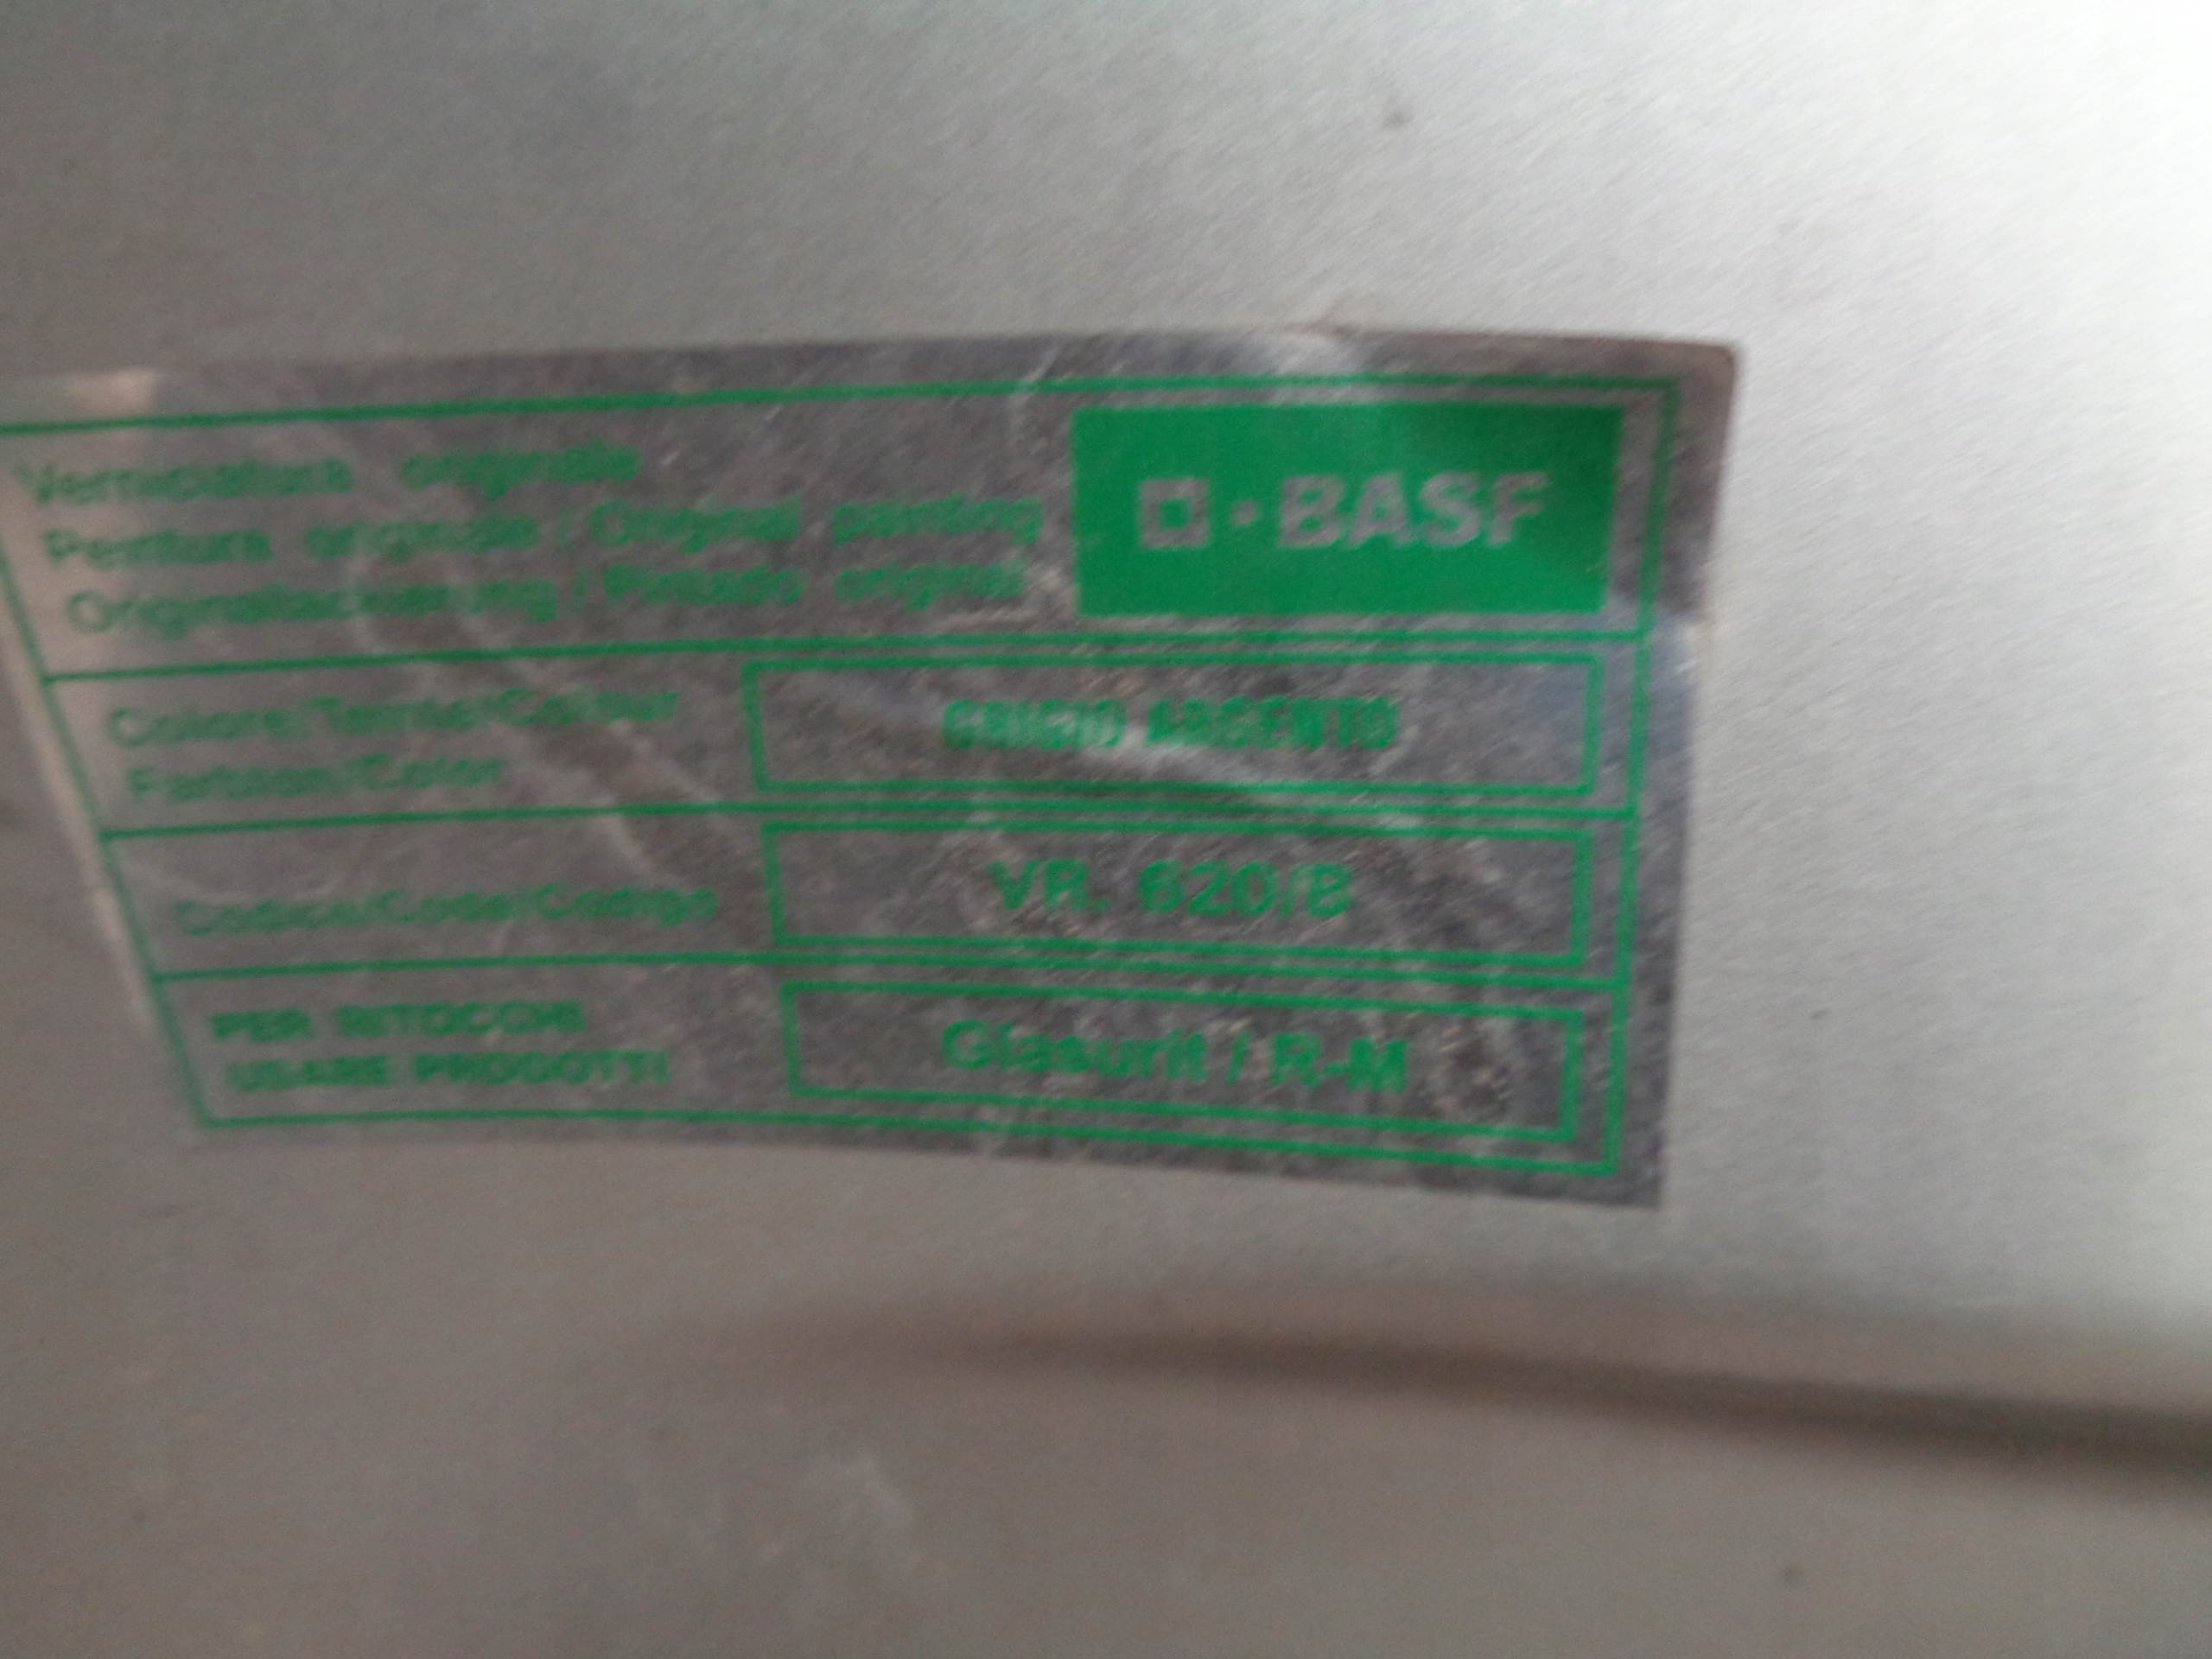 Verniciatura originale
Peinture originale / Original painting
Originallackierung / Pintado original
BASF
Colore/Teinte/Colour
Farbton/Color
GRIGIO ARGENTO
Codice/Code/Codigo
VR. 620/B
PER RITOCCHI
USARE PRODOTTI
Glasurit / R-M